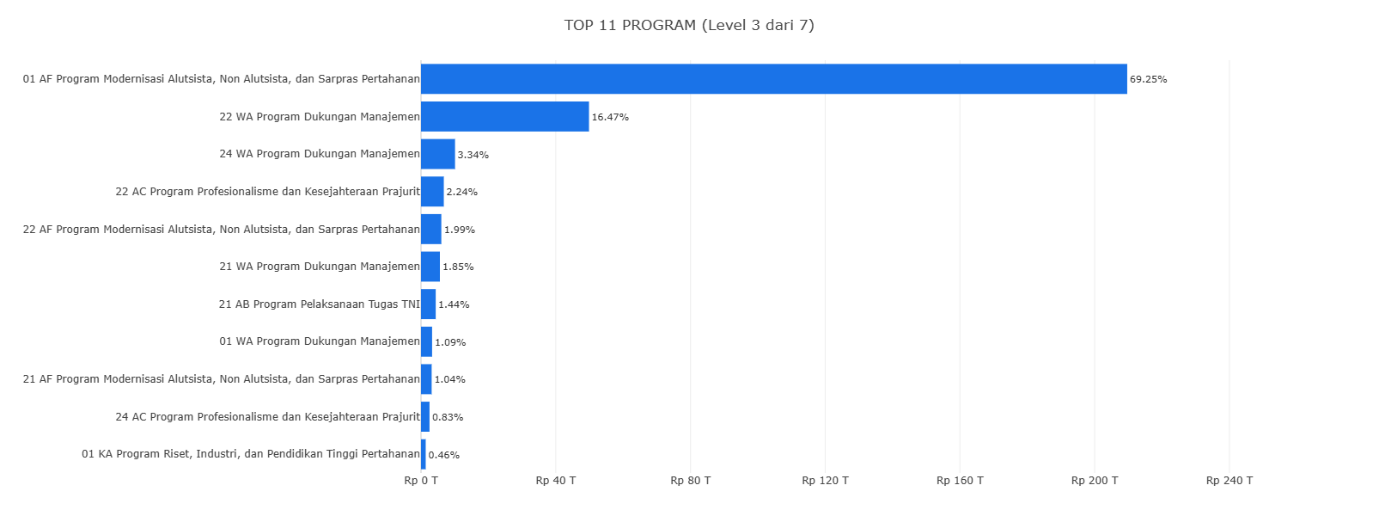 TOP 11 PROGRAM (Level 3 dari 7)
01 AF Program Modernisasi Alutsista, Non Alutsista, dan Sarpras Pertahanan 69.25%
22 WA Program Dukungan Manajemen 16.47%
24 WA Program Dukungan Manajemen 3.34%
22 AC Program Profesionalisme dan Kesejahteraan Prajurit 2.24%
22 AF Program Modernisasi Alutsista, Non Alutsista, dan Sarpras Pertahanan 1.99%
21 WA Program Dukungan Manajemen 1.85%
21 AB Program Pelaksanaan Tugas TNI 1.44%
01 WA Program Dukungan Manajemen 1.09%
21 AF Program Modernisasi Alutsista, Non Alutsista, dan Sarpras Pertahanan 1.04%
24 AC Program Profesionalisme dan Kesejahteraan Prajurit 0.83%
01 KA Program Riset, Industri, dan Pendidikan Tinggi Pertahanan 0.46%
Rp 0 T Rp 40 T Rp 80 T Rp 120 T Rp 160 T Rp 200 T Rp 240 T